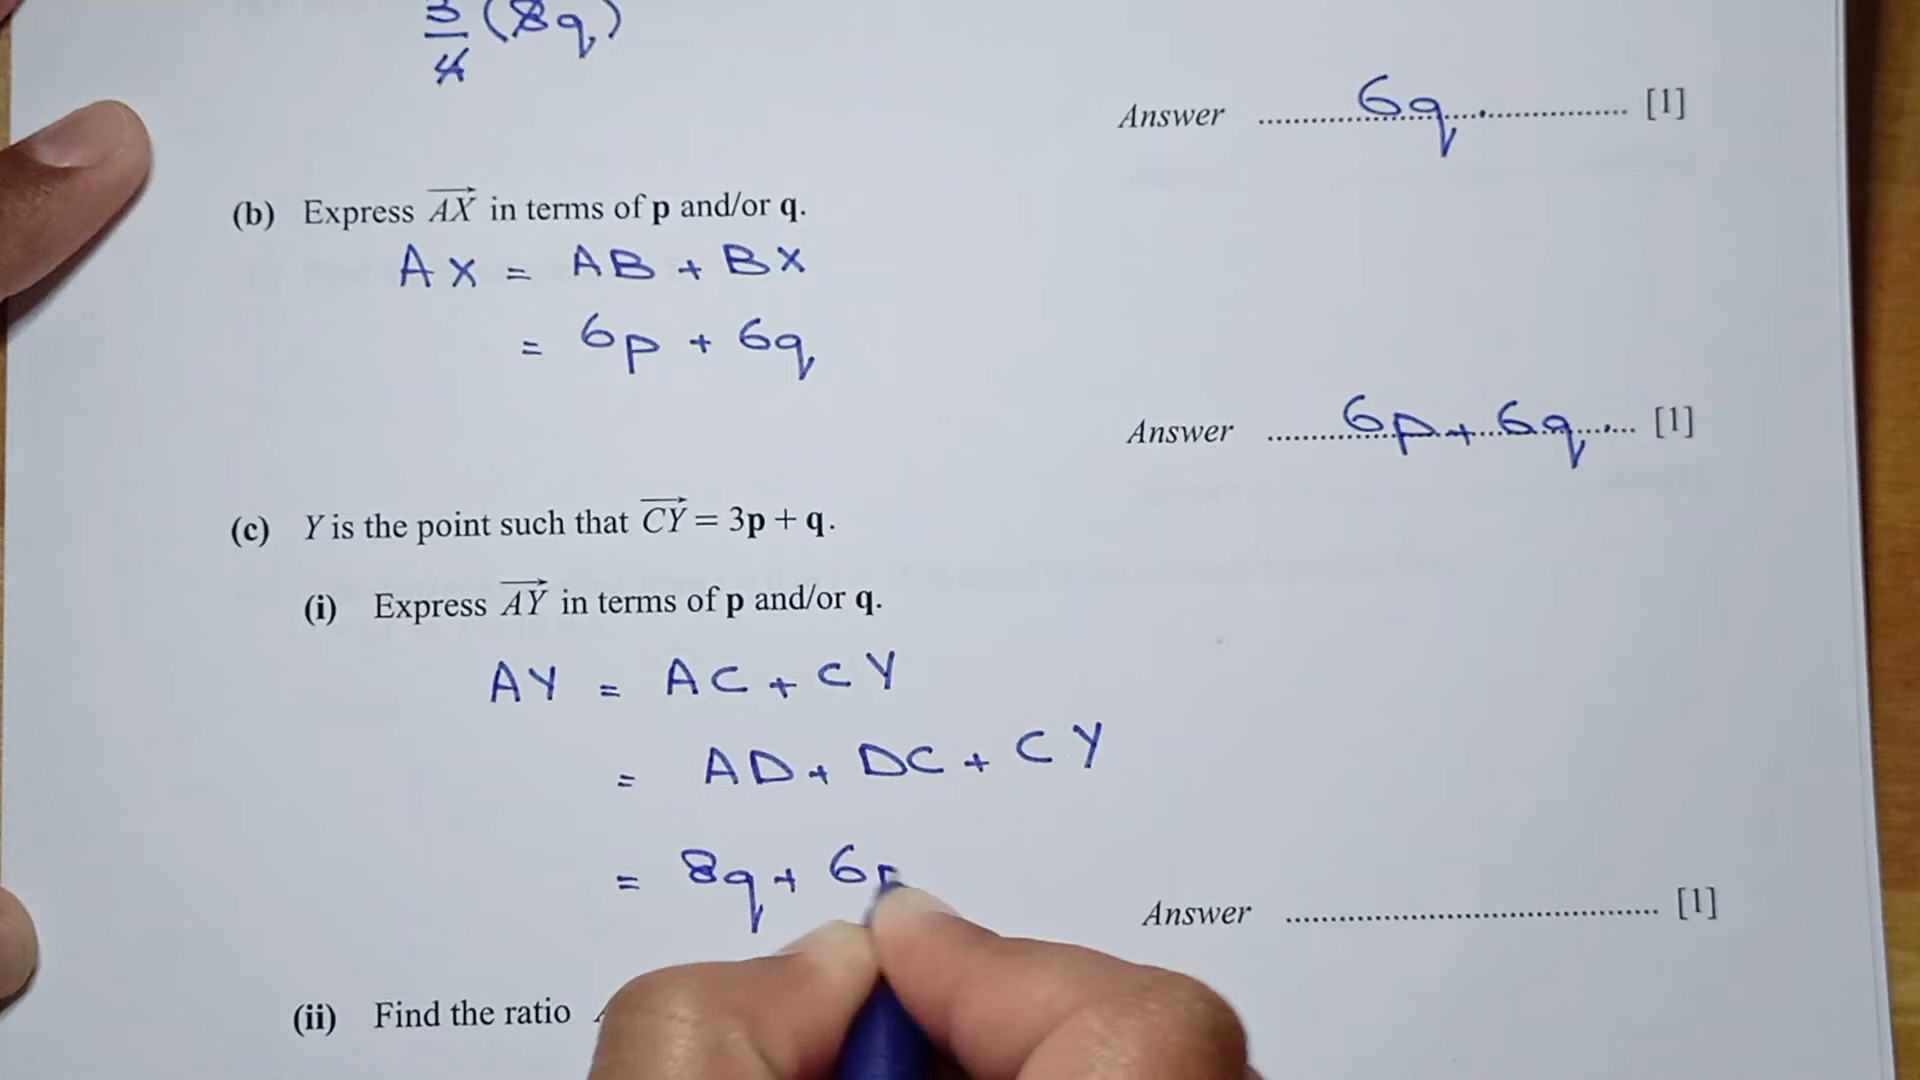 3/4 (8q)
Answer ........ 6q ........ [1]
(b) Express AX in terms of p and/or q.
AX = AB + BX
= 6p + 6q
Answer ........ 6p + 6q ........ [1]
(c) Y is the point such that CY = 3p + q.
(i) Express AY in terms of p and/or q.
AY = AC + CY
= AD + DC + CY
= 8q + 6p
Answer ........................ [1]
(ii) Find the ratio